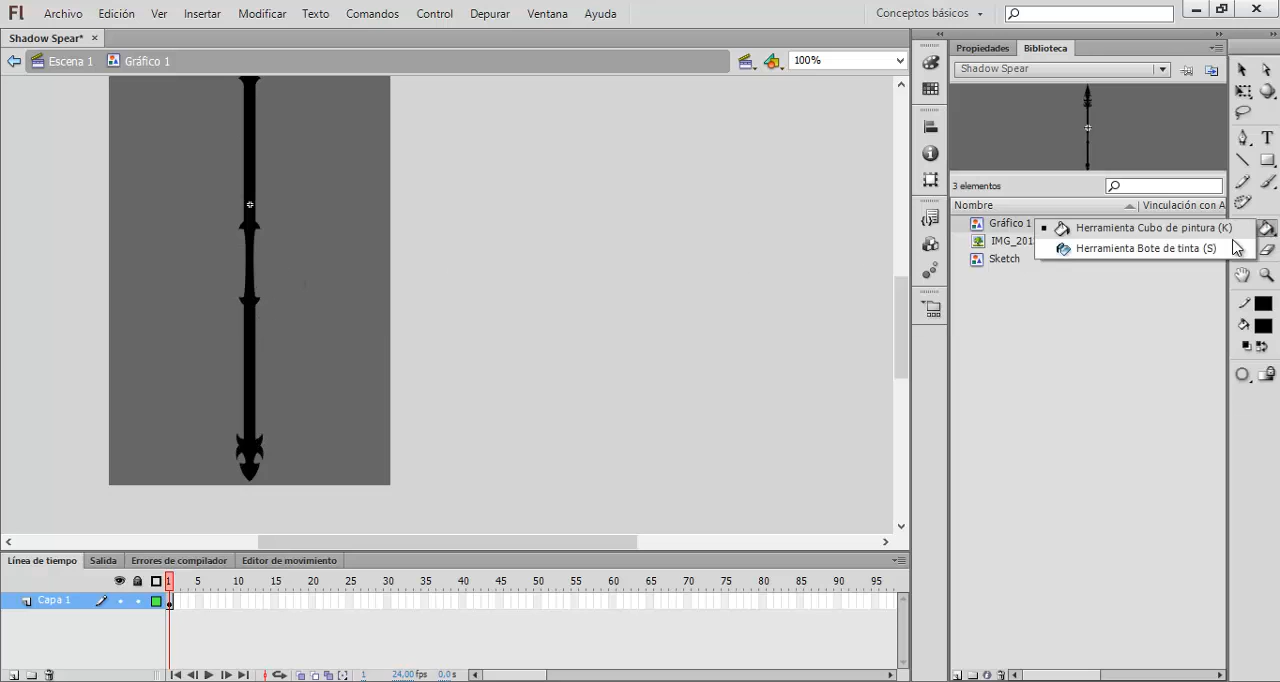 Fl Archivo Edición Ver Insertar Modificar Texto Comandos Control Depurar Ventana Ayuda Conceptos básicos
Shadow Spear* ×
Escena 1 Gráfico 1 100%
Propiedades Biblioteca
Shadow Spear
3 elementos
Nombre Vinculación con A
Gráfico 1
IMG_201
Sketch
Herramienta Cubo de pintura (K)
Herramienta Bote de tinta (S)
T
Línea de tiempo Salida Errores de compilador Editor de movimiento
1 5 10 15 20 25 30 35 40 45 50 55 60 65 70 75 80 85 90 95
Capa 1
1 24,00 fps 0,0 s